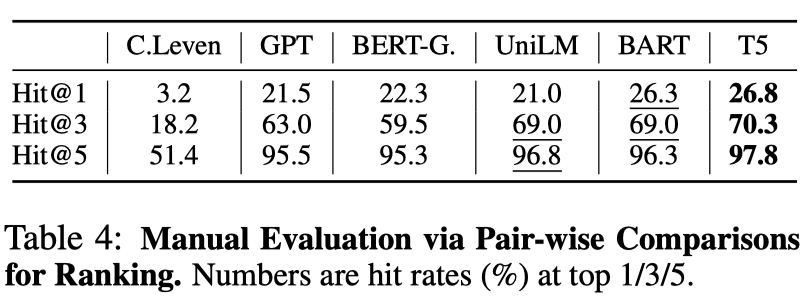 C.Leven GPT BERT-G. UniLM BART T5
Hit@1 3.2 21.5 22.3 21.0 26.3 26.8
Hit@3 18.2 63.0 59.5 69.0 69.0 70.3
Hit@5 51.4 95.5 95.3 96.8 96.3 97.8
Table 4: Manual Evaluation via Pair-wise Comparisons
for Ranking. Numbers are hit rates (%) at top 1/3/5.